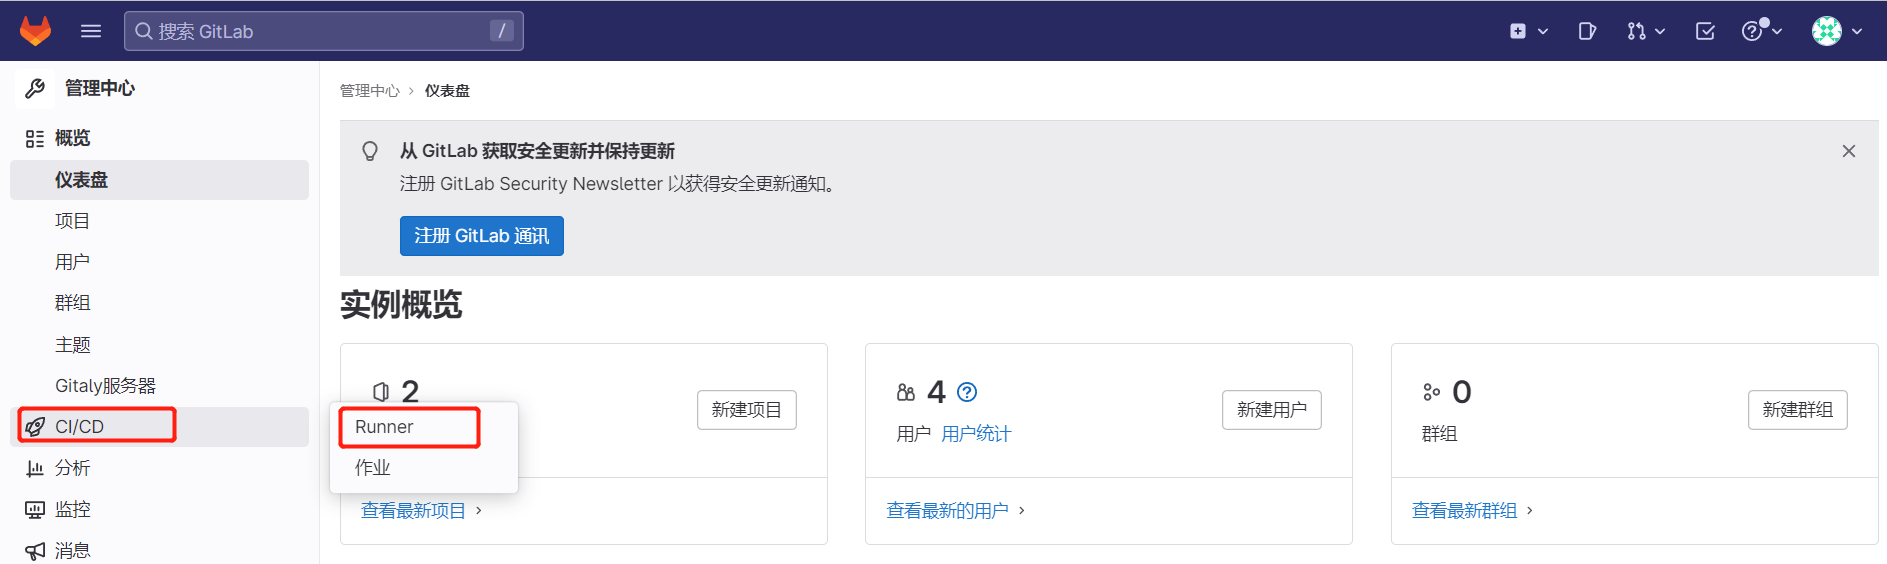 搜索 GitLab
/
管理中心
概览
仪表盘
项目
用户
群组
主题
Gitaly服务器
CI/CD
分析
监控
消息
管理中心 › 仪表盘
从 GitLab 获取安全更新并保持更新
注册 GitLab Security Newsletter 以获得安全更新通知。
注册 GitLab 通讯
实例概览
2
新建项目
Runner
作业
查看最新项目 ›
4
用户 用户统计
新建用户
查看最新的用户 ›
0
群组
新建群组
查看最新群组 ›